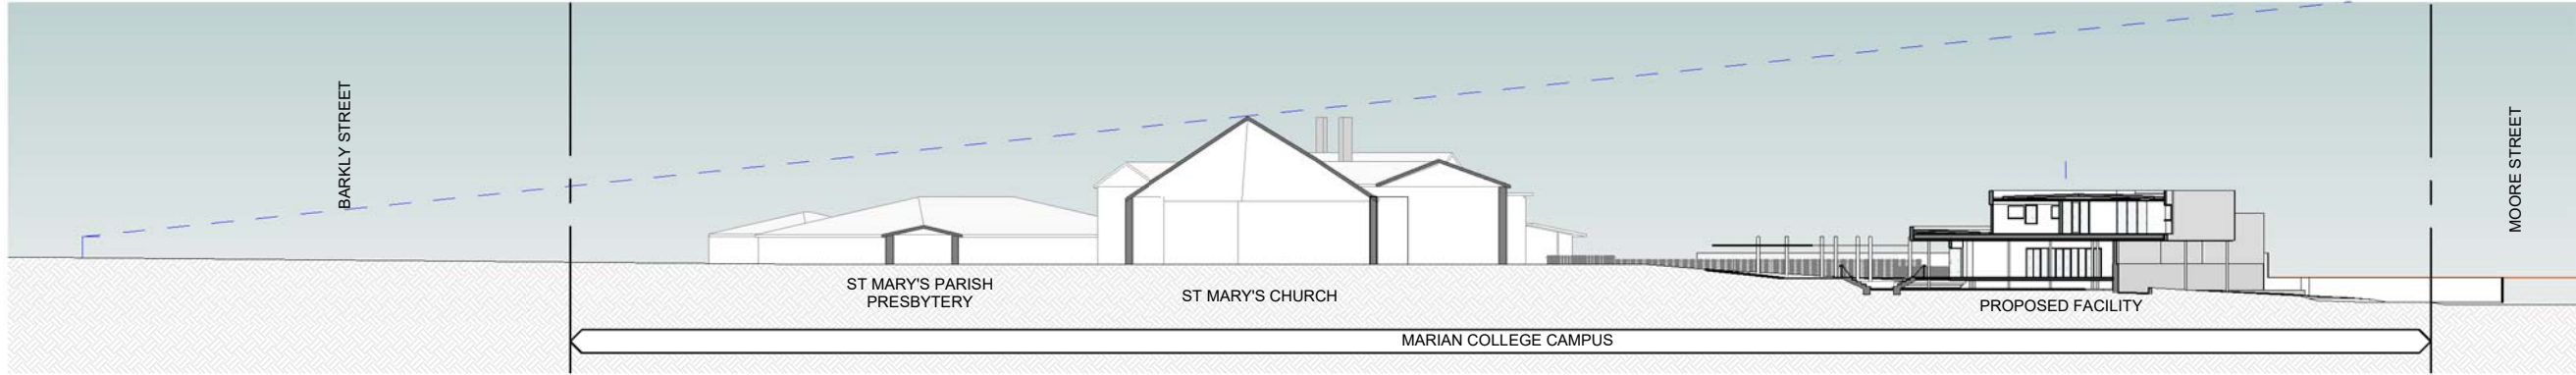 BARKLY STREET
ST MARY'S PARISH
PRESBYTERY
ST MARY'S CHURCH
PROPOSED FACILITY
MOORE STREET
MARIAN COLLEGE CAMPUS